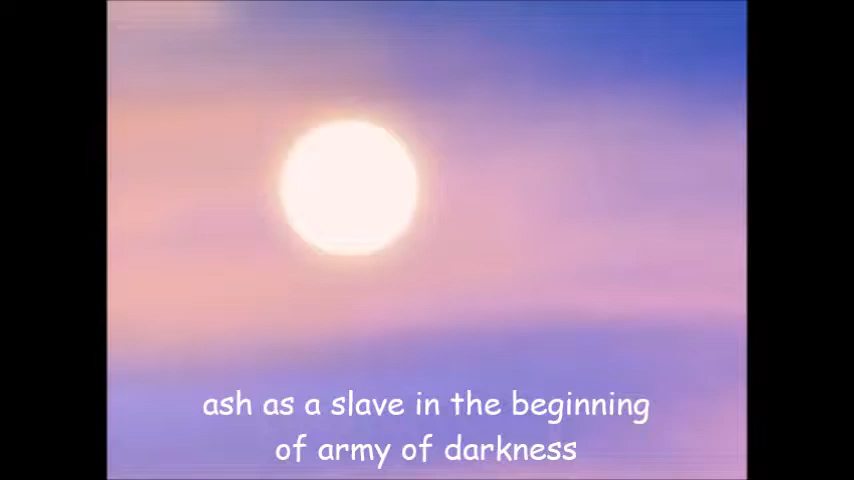 ash as a slave in the beginning
of army of darkness